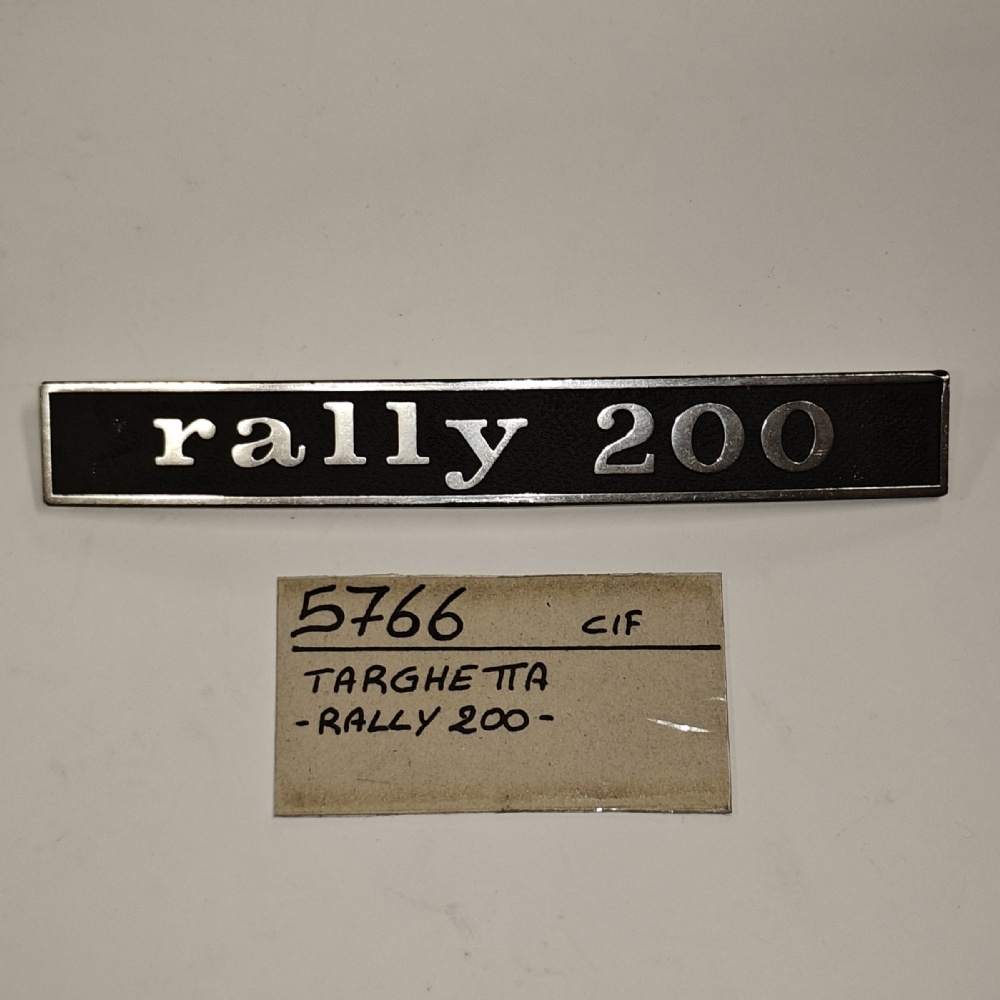 rally 200
5766 CIF
TARGHETTA
-RALLY 200-